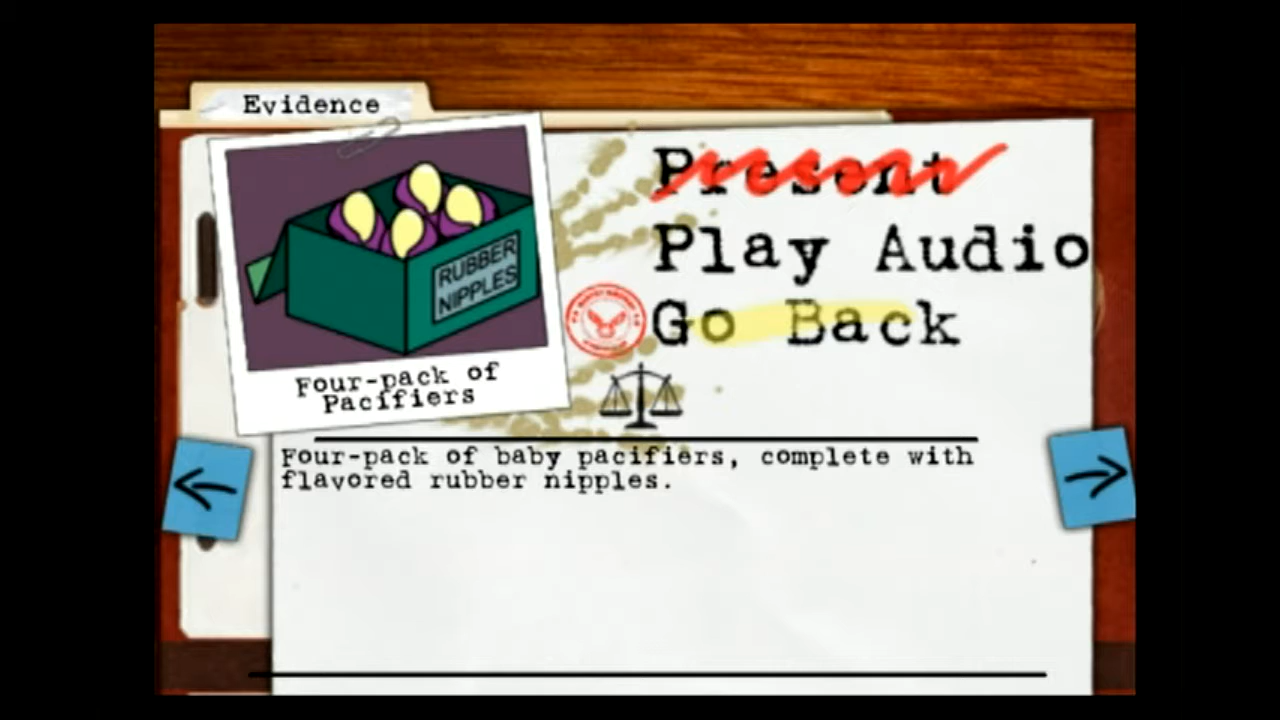 Evidence
Present
Play Audio
Go Back
RUBBER
NIPPLES
Four-pack of
Pacifiers
Four-pack of baby pacifiers, complete with
flavored rubber nipples.